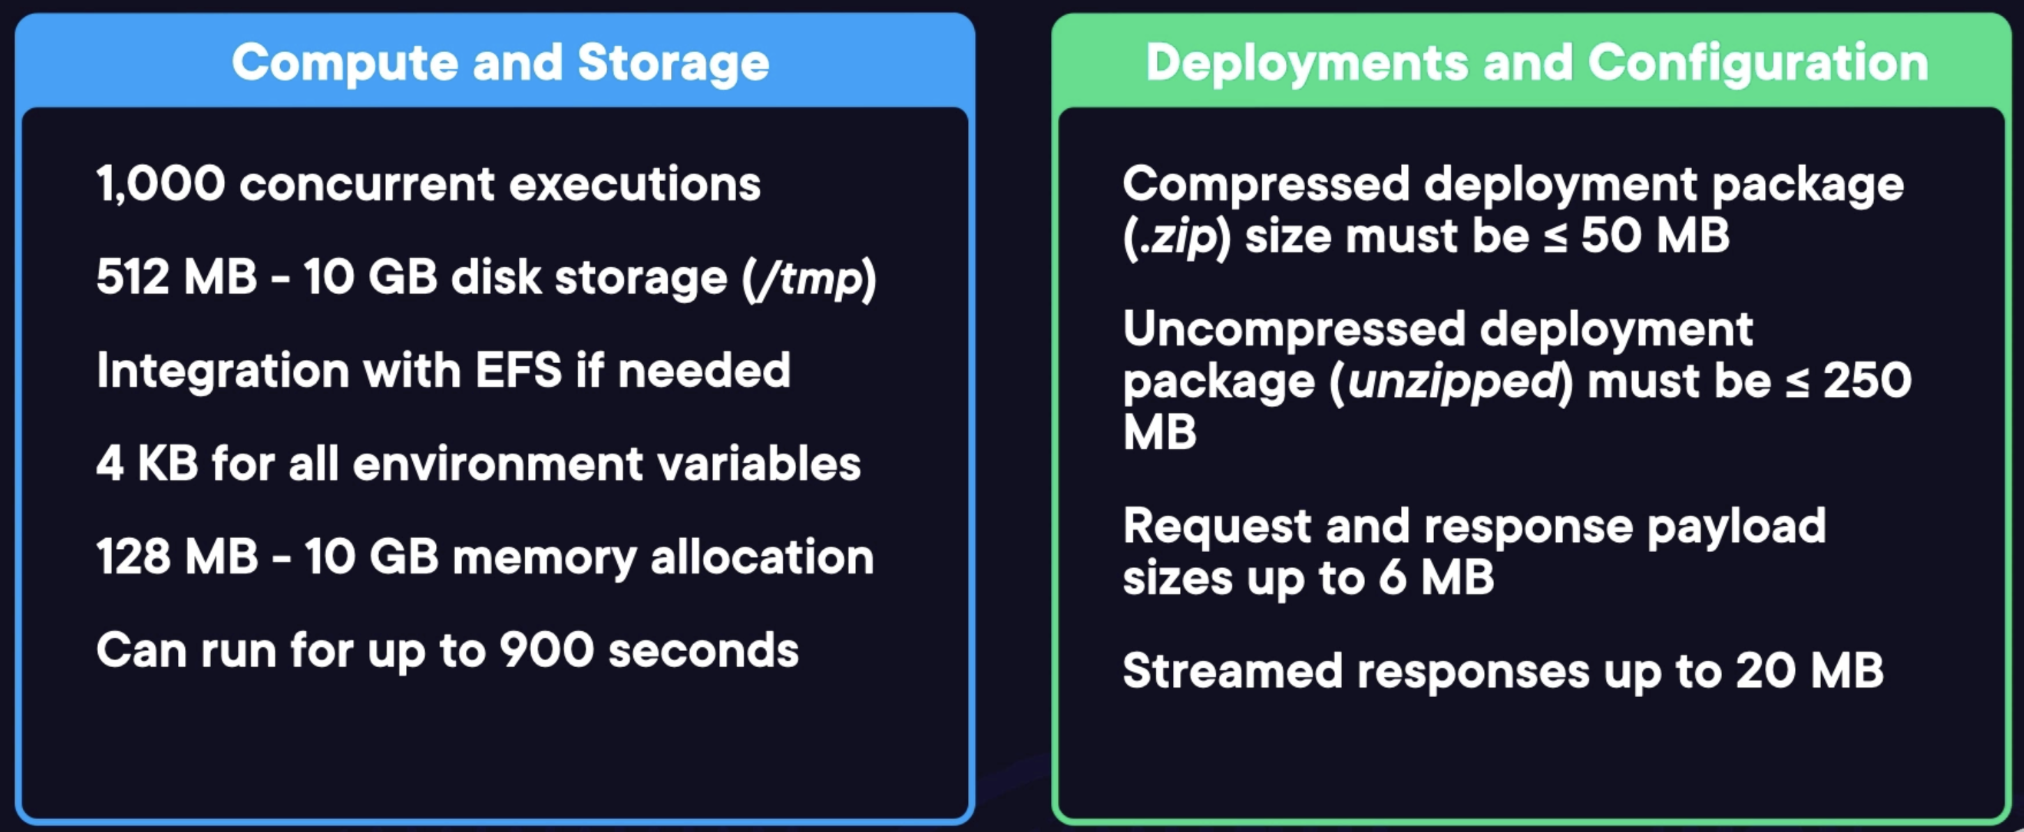 Compute and Storage
1,000 concurrent executions
512 MB - 10 GB disk storage (/tmp)
Integration with EFS if needed
4 KB for all environment variables
128 MB - 10 GB memory allocation
Can run for up to 900 seconds
Deployments and Configuration
Compressed deployment package
(.zip) size must be ≤ 50 MB
Uncompressed deployment
package (unzipped) must be ≤ 250
MB
Request and response payload
sizes up to 6 MB
Streamed responses up to 20 MB